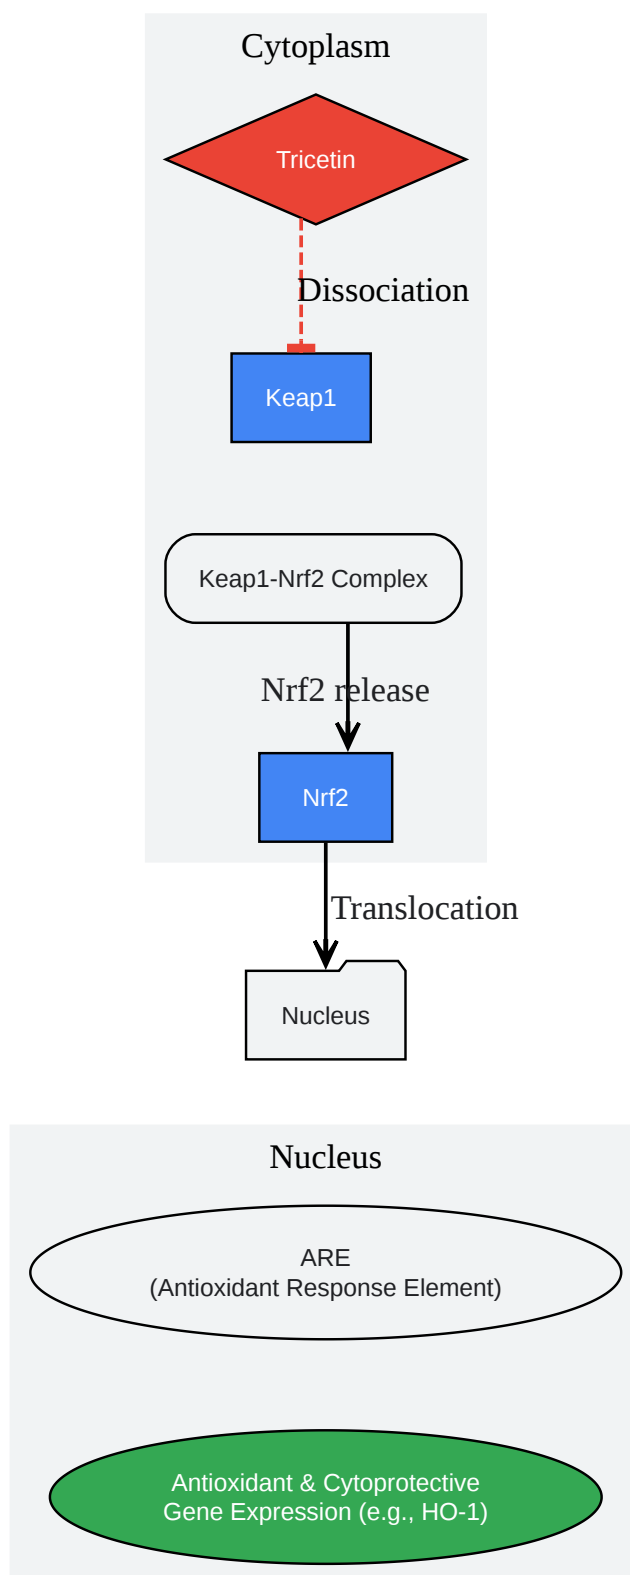 Cytoplasm
Tricetin
Dissociation
Keap1
Keap1-Nrf2 Complex
Nrf2 release
Nrf2
Translocation
Nucleus
Nucleus
ARE
(Antioxidant Response Element)
Antioxidant & Cytoprotective
Gene Expression (e.g., HO-1)